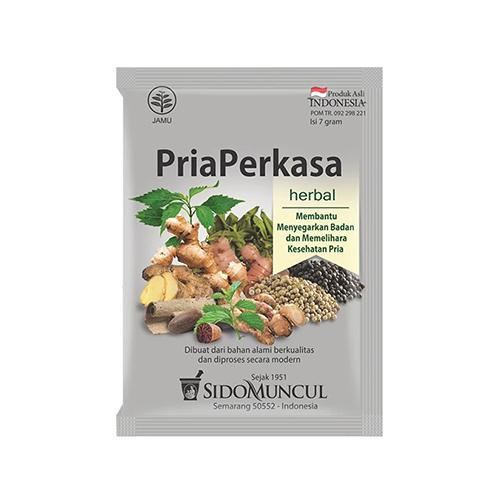 JAMU
Produk Asli
INDONESIA
POM TR. 092 298 221
Isi 7 gram
PriaPerkasa
herbal
Membantu
Menyegarkan Badan
dan Memelihara
Kesehatan Pria
Dibuat dari bahan alami berkualitas
dan diproses secara modern
Sejak 1951
SIDOMUNCUL
Semarang 50552 - Indonesia